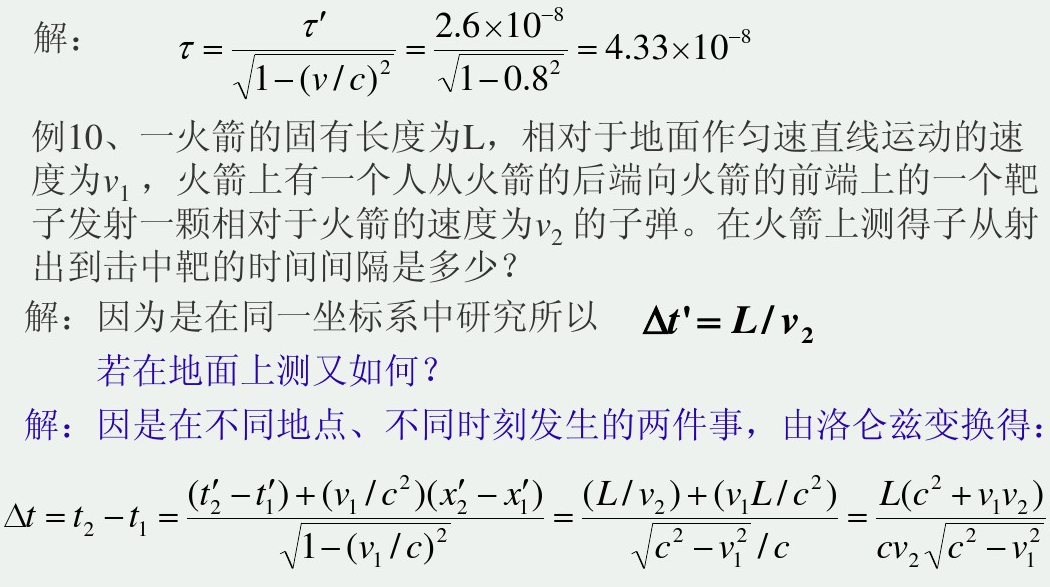 解： τ = τ′ / √(1−(v/c)²) = 2.6×10⁻⁸ / √(1−0.8²) = 4.33×10⁻⁸
例10、一火箭的固有长度为L，相对于地面作匀速直线运动的速
度为v₁ ，火箭上有一个人从火箭的后端向火箭的前端上的一个靶
子发射一颗相对于火箭的速度为v₂ 的子弹。在火箭上测得子从射
出到击中靶的时间间隔是多少？
解：因为是在同一坐标系中研究所以 Δt' = L / v₂
若在地面上测又如何？
解：因是在不同地点、不同时刻发生的两件事，由洛仑兹变换得：
Δt = t₂ − t₁ = ((t₂′ − t₁′) + (v₁ / c²)(x₂′ − x₁′)) / √(1−(v₁ / c)²) = ((L / v₂) + (v₁L / c²)) / (√(c² − v₁²) / c) = L(c² + v₁v₂) / (cv₂√(c² − v₁²))